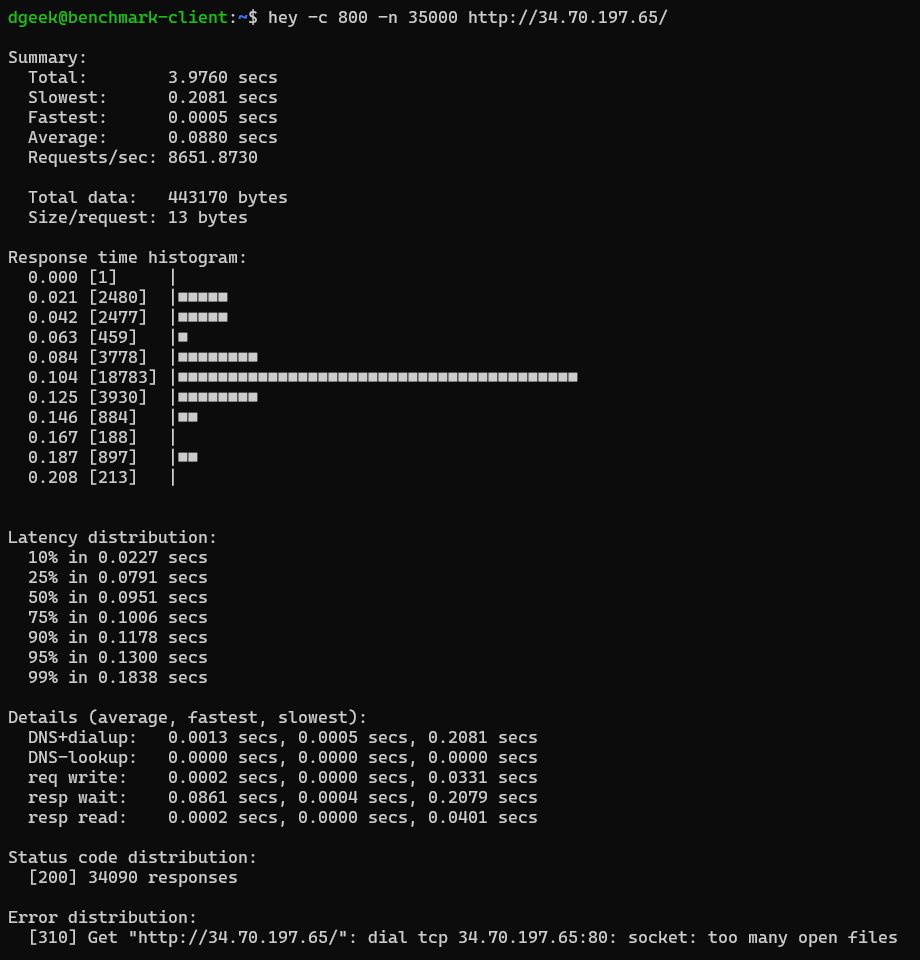 dgeek@benchmark-client:~$ hey -c 800 -n 35000 http://34.70.197.65/

Summary:
  Total:        3.9760 secs
  Slowest:      0.2081 secs
  Fastest:      0.0005 secs
  Average:      0.0880 secs
  Requests/sec: 8651.8730

  Total data:   443170 bytes
  Size/request: 13 bytes

Response time histogram:
  0.000 [1]     |
  0.021 [2480]  |■■■■■
  0.042 [2477]  |■■■■■
  0.063 [459]   |■
  0.084 [3778]  |■■■■■■■■
  0.104 [18783] |■■■■■■■■■■■■■■■■■■■■■■■■■■■■■■■■■■■■■■■■
  0.125 [3930]  |■■■■■■■■
  0.146 [884]   |■■
  0.167 [188]   |
  0.187 [897]   |■■
  0.208 [213]   |


Latency distribution:
  10% in 0.0227 secs
  25% in 0.0791 secs
  50% in 0.0951 secs
  75% in 0.1006 secs
  90% in 0.1178 secs
  95% in 0.1300 secs
  99% in 0.1838 secs

Details (average, fastest, slowest):
  DNS+dialup:   0.0013 secs, 0.0005 secs, 0.2081 secs
  DNS-lookup:   0.0000 secs, 0.0000 secs, 0.0000 secs
  req write:    0.0002 secs, 0.0000 secs, 0.0331 secs
  resp wait:    0.0861 secs, 0.0004 secs, 0.2079 secs
  resp read:    0.0002 secs, 0.0000 secs, 0.0401 secs

Status code distribution:
  [200] 34090 responses

Error distribution:
  [310] Get "http://34.70.197.65/": dial tcp 34.70.197.65:80: socket: too many open files